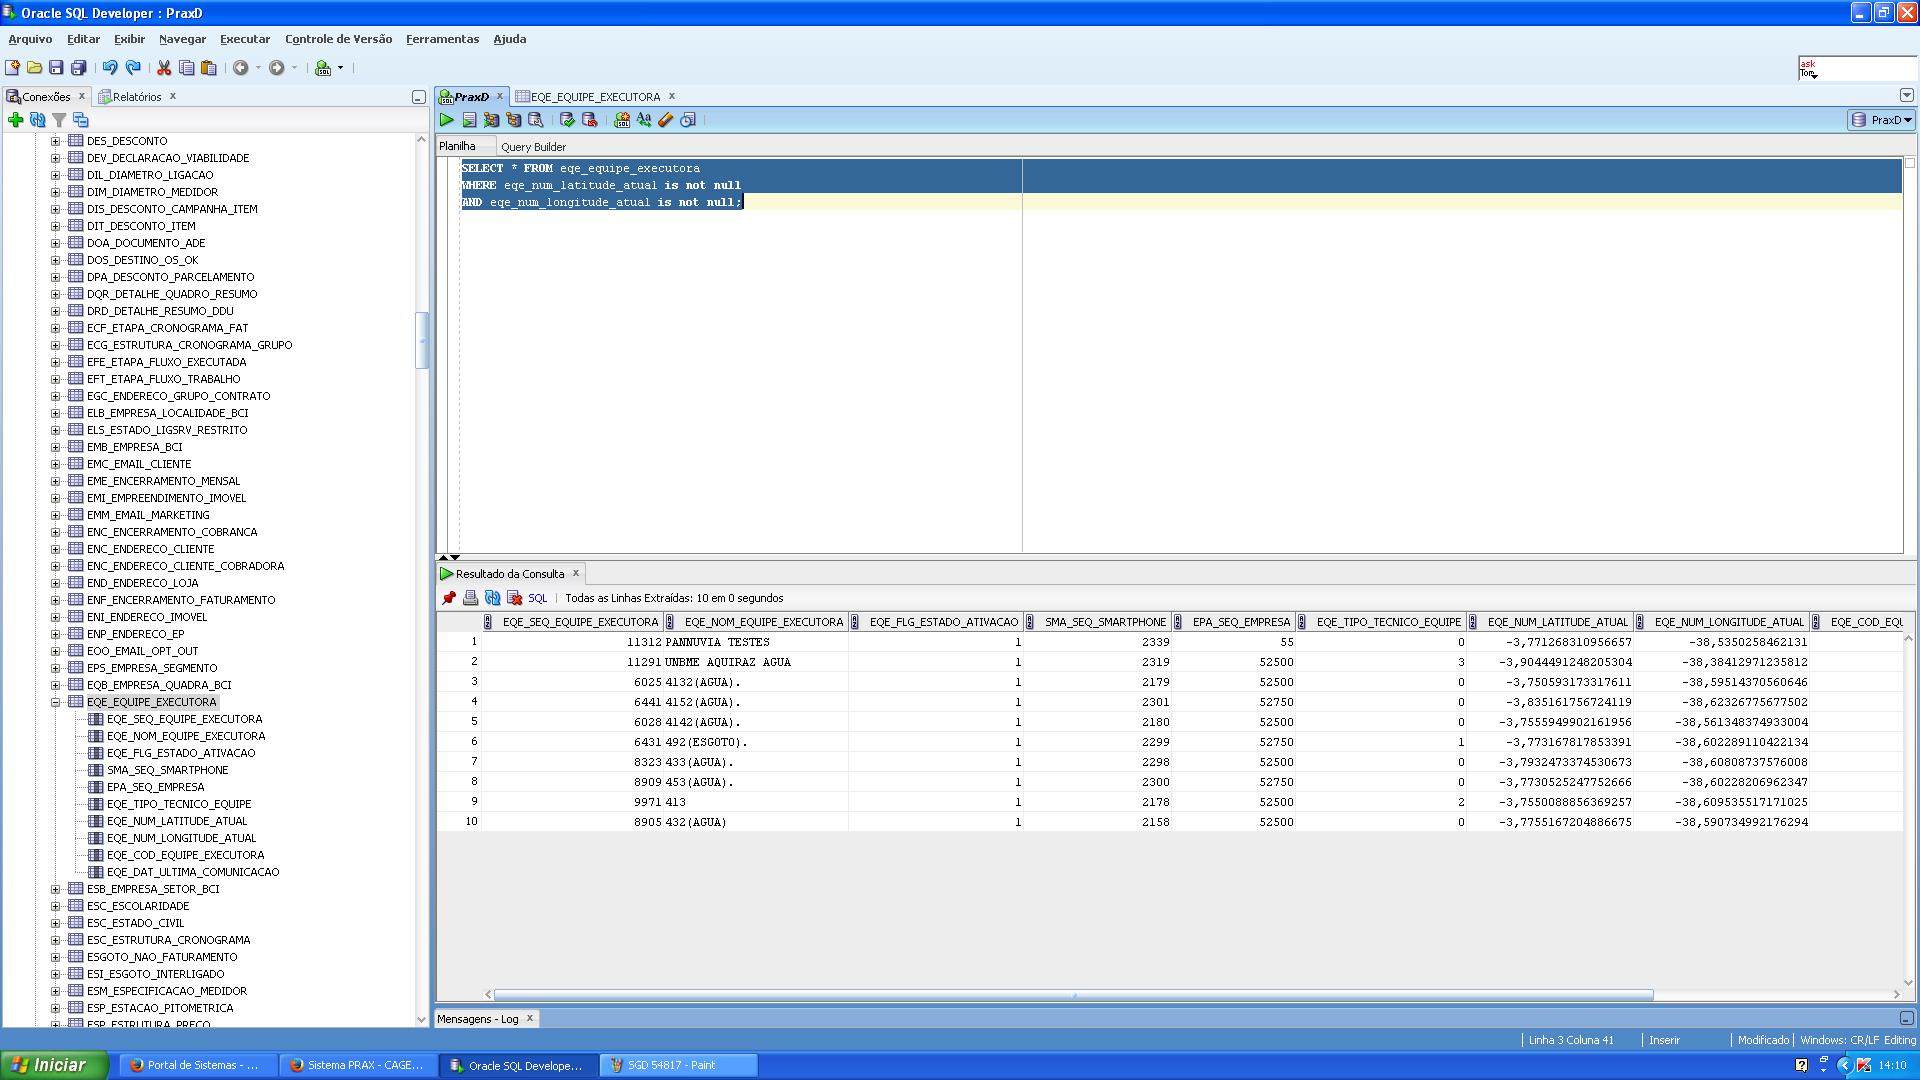 Oracle SQL Developer : PraxD
Arquivo Editar Exibir Navegar Executar Controle de Versão Ferramentas Ajuda
ask
Tom
Conexões
Relatórios
DES_DESCONTO
DEV_DECLARACAO_VIABILIDADE
DIL_DIAMETRO_LIGACAO
DIM_DIAMETRO_MEDIDOR
DIS_DESCONTO_CAMPANHA_ITEM
DIT_DESCONTO_ITEM
DOA_DOCUMENTO_ADE
DOS_DESTINO_OS_OK
DPA_DESCONTO_PARCELAMENTO
DQR_DETALHE_QUADRO_RESUMO
DRD_DETALHE_RESUMO_DDU
ECF_ETAPA_CRONOGRAMA_FAT
ECG_ESTRUTURA_CRONOGRAMA_GRUPO
EFE_ETAPA_FLUXO_EXECUTADA
EFT_ETAPA_FLUXO_TRABALHO
EGC_ENDERECO_GRUPO_CONTRATO
ELB_EMPRESA_LOCALIDADE_BCI
ELS_ESTADO_LIGSRV_RESTRITO
EMB_EMPRESA_BCI
EMC_EMAIL_CLIENTE
EME_ENCERRAMENTO_MENSAL
EMI_EMPREENDIMENTO_IMOVEL
EMM_EMAIL_MARKETING
ENC_ENCERRAMENTO_COBRANCA
ENC_ENDERECO_CLIENTE
ENC_ENDERECO_CLIENTE_COBRADORA
END_ENDERECO_LOJA
ENF_ENCERRAMENTO_FATURAMENTO
ENI_ENDERECO_IMOVEL
ENP_ENDERECO_EP
EOO_EMAIL_OPT_OUT
EPS_EMPRESA_SEGMENTO
EQB_EMPRESA_QUADRA_BCI
EQE_EQUIPE_EXECUTORA
EQE_SEQ_EQUIPE_EXECUTORA
EQE_NOM_EQUIPE_EXECUTORA
EQE_FLG_ESTADO_ATIVACAO
SMA_SEQ_SMARTPHONE
EPA_SEQ_EMPRESA
EQE_TIPO_TECNICO_EQUIPE
EQE_NUM_LATITUDE_ATUAL
EQE_NUM_LONGITUDE_ATUAL
EQE_COD_EQUIPE_EXECUTORA
EQE_DAT_ULTIMA_COMUNICACAO
ESB_EMPRESA_SETOR_BCI
ESC_ESCOLARIDADE
ESC_ESTADO_CIVIL
ESC_ESTRUTURA_CRONOGRAMA
ESGOTO_NAO_FATURAMENTO
ESI_ESGOTO_INTERLIGADO
ESM_ESPECIFICACAO_MEDIDOR
ESP_ESTACAO_PITOMETRICA
ESP_ESTRUTURA_PRECO
PraxD
EQE_EQUIPE_EXECUTORA
PraxD
Planilha
Query Builder
SELECT * FROM eqe_equipe_executora
WHERE eqe_num_latitude_atual is not null
AND eqe_num_longitude_atual is not null;
Resultado da Consulta
SQL
Todas as Linhas Extraídas: 10 em 0 segundos
EQE_SEQ_EQUIPE_EXECUTORA EQE_NOM_EQUIPE_EXECUTORA EQE_FLG_ESTADO_ATIVACAO SMA_SEQ_SMARTPHONE EPA_SEQ_EMPRESA EQE_TIPO_TECNICO_EQUIPE EQE_NUM_LATITUDE_ATUAL EQE_NUM_LONGITUDE_ATUAL EQE_COD_EQU
1 11312 PANNUVIA TESTES 1 2339 55 0 -3,771268310956657 -38,5350258462131
2 11291 UNBME AQUIRAZ AGUA 1 2319 52500 3 -3,9044491248205304 -38,38412971235812
3 6025 4132(AGUA). 1 2179 52500 0 -3,750593173317611 -38,59514370560646
4 6441 4152(AGUA). 1 2301 52750 0 -3,835161756724119 -38,62326775677502
5 6028 4142(AGUA). 1 2180 52500 0 -3,7555949902161956 -38,561348374933004
6 6431 492(ESGOTO). 1 2299 52750 1 -3,773167817853391 -38,602289110422134
7 8323 433(AGUA). 1 2298 52500 0 -3,7932473374530673 -38,60808737576008
8 8909 453(AGUA). 1 2300 52750 0 -3,7730525247752666 -38,60228206962347
9 9971 413 1 2178 52500 2 -3,7550088856369257 -38,609535517171025
10 8905 432(AGUA) 1 2158 52500 0 -3,7755167204886675 -38,590734992176294
Mensagens - Log
Linha 3 Coluna 41 Inserir Modificado Windows: CR/LF Editing
Iniciar Portal de Sistemas - ... Sistema PRAX - CAGE... Oracle SQL Develope... SGD 54817 - Paint 14:10